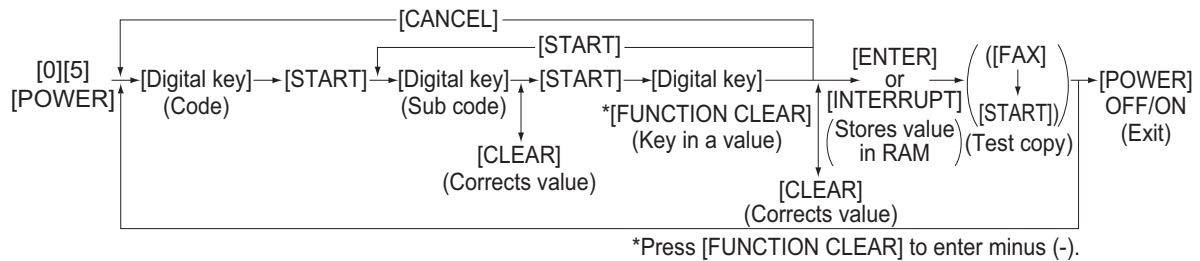 [CANCEL]
[START]
[0][5]
[POWER]
[Digital key]
(Code)
[START]
[Digital key]
(Sub code)
[CLEAR]
(Corrects value)
[START]
[Digital key]
*[FUNCTION CLEAR]
(Key in a value)
[CLEAR]
(Corrects value)
[ENTER]
or
[INTERRUPT]
(Stores value
in RAM)
([FAX]
[START])
(Test copy)
[POWER]
OFF/ON
(Exit)
*Press [FUNCTION CLEAR] to enter minus (-).